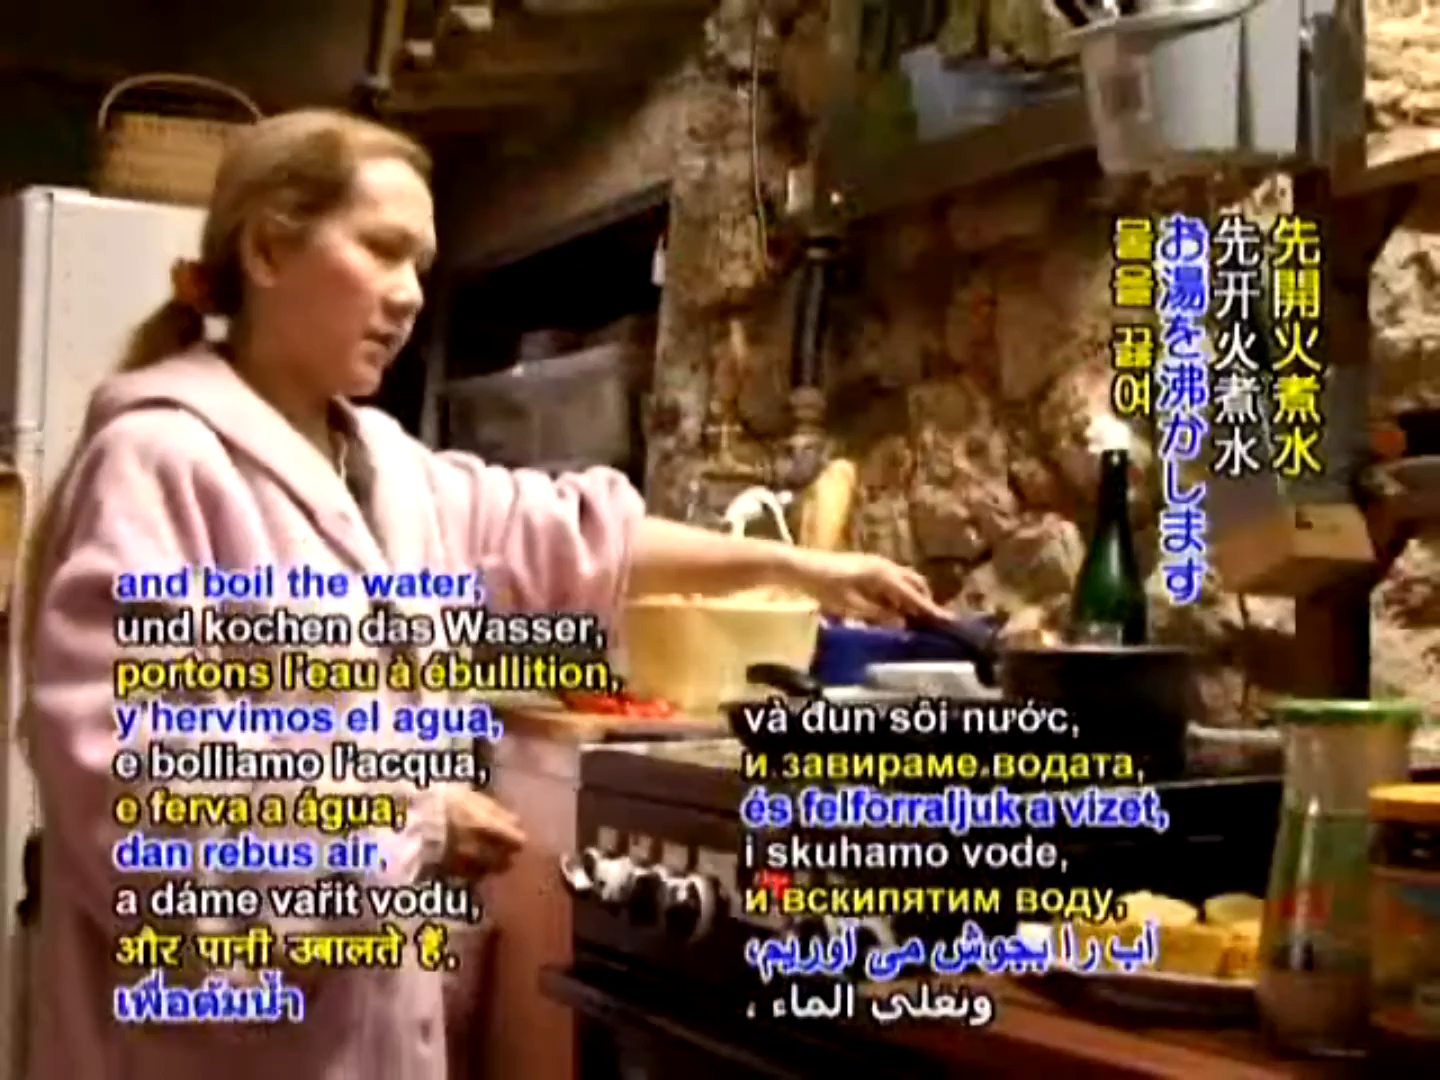 先開火煮水
先开火煮水
お湯を沸かします
물을 끓여
and boil the water,
und kochen das Wasser,
portons l'eau à ébullition,
y hervimos el agua,
e bolliamo l'acqua,
e ferva a água,
dan rebus air,
a dáme vařit vodu,
और पानी उबालते हैं,
เพื่อต้มน้ำ
và đun sôi nước,
и завираме водата,
és felforraljuk a vizet,
i skuhamo vode,
и вскипятим воду,
آب را بجوش می آوریم،
ونغلي الماء ،